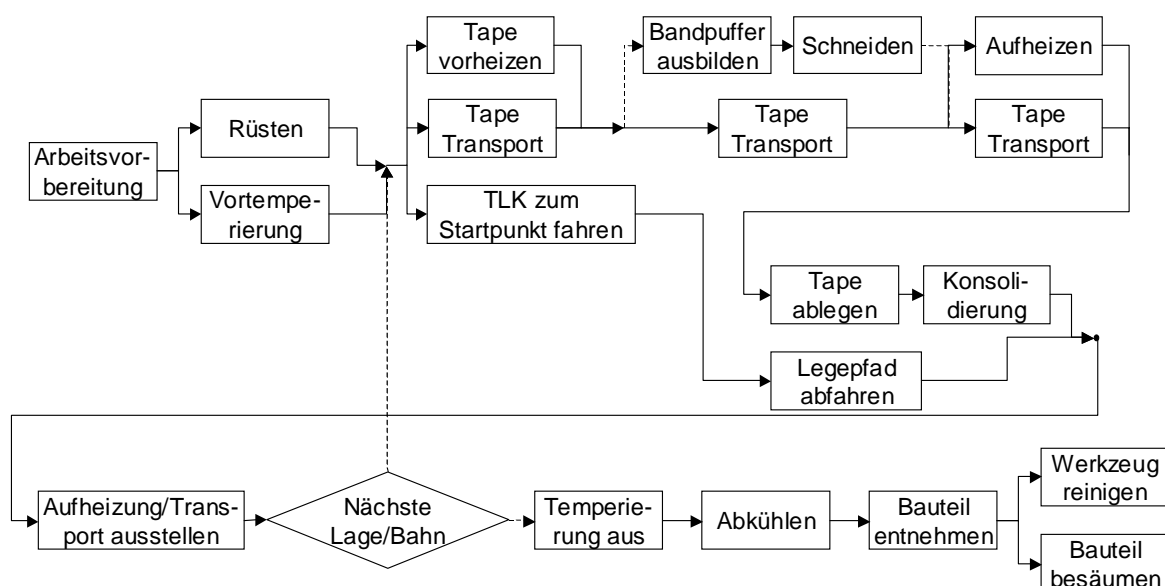 Arbeitsvor-
bereitung
Rüsten
Vortempe-
rierung
Tape
vorheizen
Tape
Transport
TLK zum
Startpunkt fahren
Bandpuffer
ausbilden
Schneiden
Tape
Transport
Aufheizen
Tape
Transport
Tape
ablegen
Konsoli-
dierung
Legepfad
abfahren
Aufheizung/Trans-
port ausstellen
Nächste
Lage/Bahn
Temperie-
rung aus
Abkühlen
Bauteil
entnehmen
Werkzeug
reinigen
Bauteil
besäumen